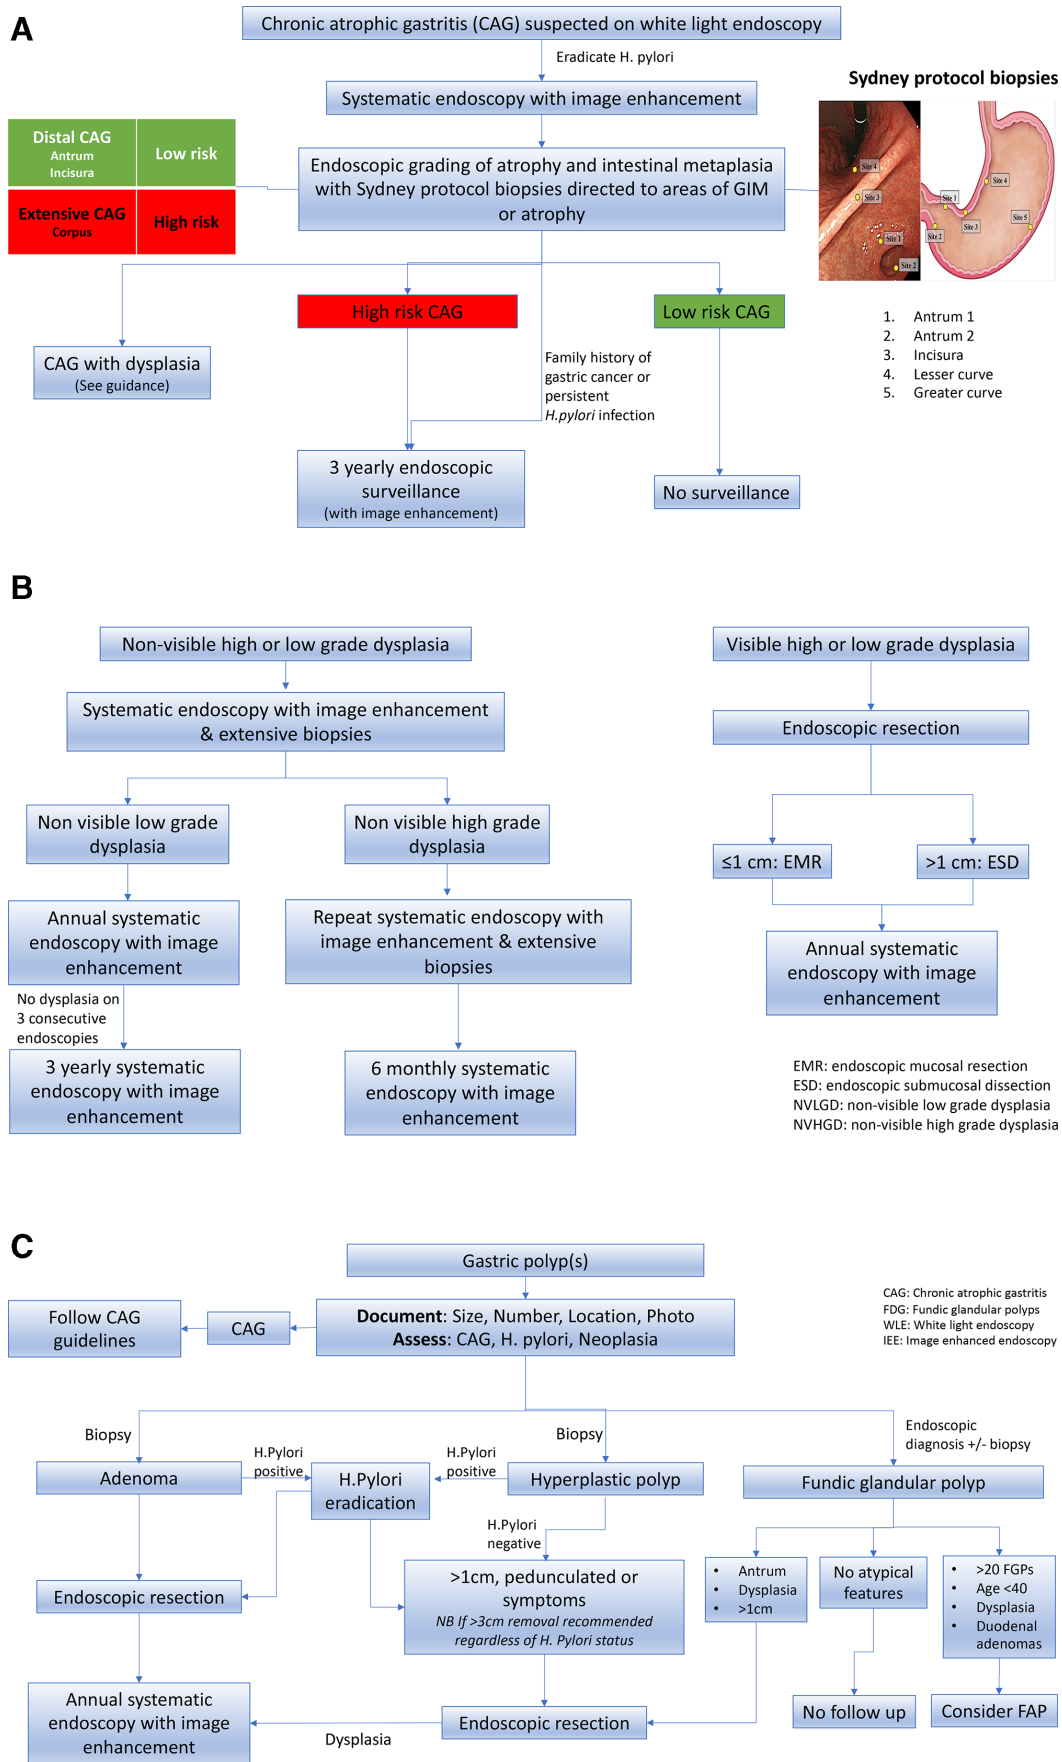 A
Chronic atrophic gastritis (CAG) suspected on white light endoscopy
Eradicate H. pylori
Systematic endoscopy with image enhancement
Sydney protocol biopsies
Distal CAG
Antrum
Incisura
Low risk
Extensive CAG
Corpus
High risk
Endoscopic grading of atrophy and intestinal metaplasia
with Sydney protocol biopsies directed to areas of GIM
or atrophy
Site 4
Site 3
Site 1
Site 2
Site 4
Site 1
Site 3
Site 5
Site 2
High risk CAG
Low risk CAG
1. Antrum 1
2. Antrum 2
3. Incisura
4. Lesser curve
5. Greater curve
CAG with dysplasia
(See guidance)
Family history of
gastric cancer or
persistent
H.pylori infection
3 yearly endoscopic
surveillance
(with image enhancement)
No surveillance
B
Non-visible high or low grade dysplasia
Systematic endoscopy with image enhancement
& extensive biopsies
Non visible low grade
dysplasia
Non visible high grade
dysplasia
Annual systematic
endoscopy with image
enhancement
Repeat systematic endoscopy with
image enhancement & extensive
biopsies
No dysplasia on
3 consecutive
endoscopies
3 yearly systematic
endoscopy with image
enhancement
6 monthly systematic
endoscopy with image
enhancement
Visible high or low grade dysplasia
Endoscopic resection
≤1 cm: EMR
>1 cm: ESD
Annual systematic
endoscopy with image
enhancement
EMR: endoscopic mucosal resection
ESD: endoscopic submucosal dissection
NVLGD: non-visible low grade dysplasia
NVHGD: non-visible high grade dysplasia
C
Gastric polyp(s)
Document: Size, Number, Location, Photo
Assess: CAG, H. pylori, Neoplasia
CAG
Follow CAG
guidelines
CAG: Chronic atrophic gastritis
FDG: Fundic glandular polyps
WLE: White light endoscopy
IEE: Image enhanced endoscopy
Biopsy
Biopsy
Endoscopic
diagnosis +/- biopsy
Adenoma
H.Pylori
positive
H.Pylori
eradication
H.Pylori
positive
Hyperplastic polyp
Fundic glandular polyp
H.Pylori
negative
Endoscopic resection
>1cm, pedunculated or
symptoms
NB If >3cm removal recommended
regardless of H. Pylori status
• Antrum
• Dysplasia
• >1cm
No atypical
features
• >20 FGPs
• Age <40
• Dysplasia
• Duodenal
adenomas
Annual systematic
endoscopy with image
enhancement
Dysplasia
Endoscopic resection
No follow up
Consider FAP